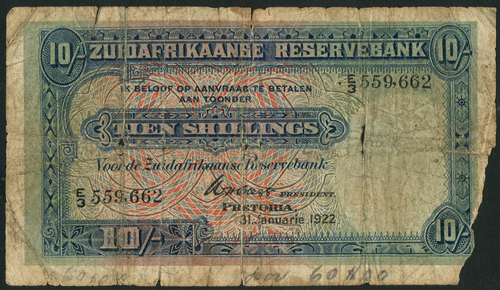 10/- ZUIDAFRIKAANSE RESERVEBANK 10/-
IK BELOOF OP AANVRAAG TE BETALEN
AAN TOONDER
E/3 559,662
TIEN SHILLINGS
Voor de Zuidafrikaanse Reservebank
E/3 559,662
PRESIDENT.
PRETORIA
31 Januarie 1922
10/- 10/-
60800